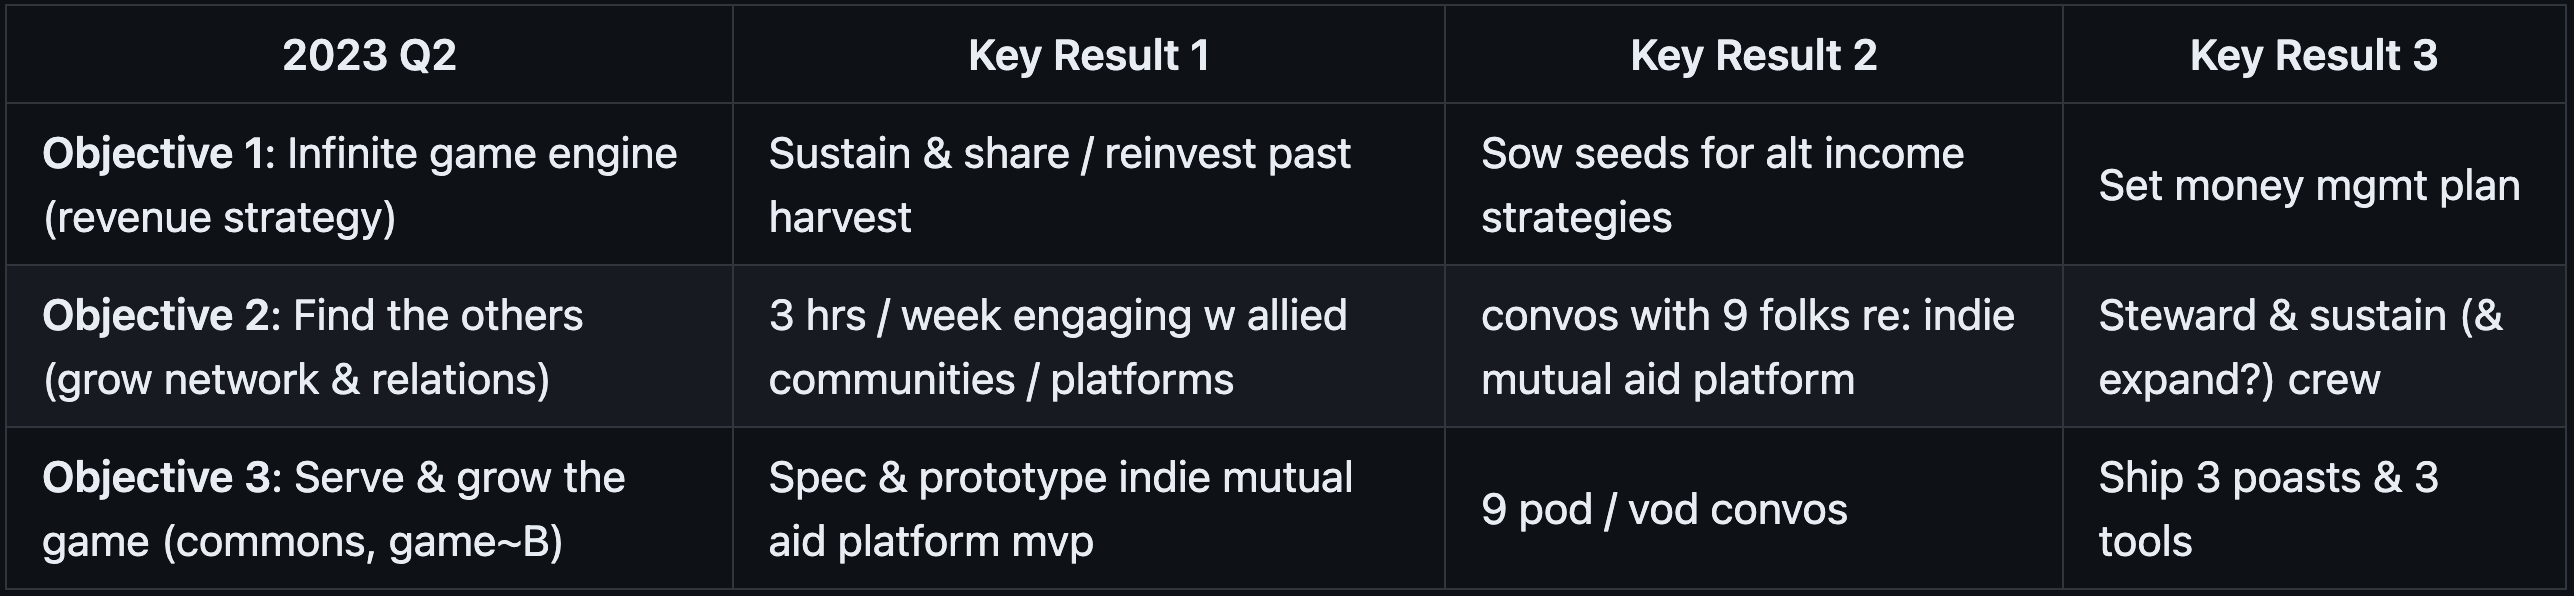 2023 Q2
Key Result 1
Key Result 2
Key Result 3
Objective 1: Infinite game engine
(revenue strategy)
Sustain & share / reinvest past
harvest
Sow seeds for alt income
strategies
Set money mgmt plan
Objective 2: Find the others
(grow network & relations)
3 hrs / week engaging w allied
communities / platforms
convos with 9 folks re: indie
mutual aid platform
Steward & sustain (&
expand?) crew
Objective 3: Serve & grow the
game (commons, game~B)
Spec & prototype indie mutual
aid platform mvp
9 pod / vod convos
Ship 3 poasts & 3
tools